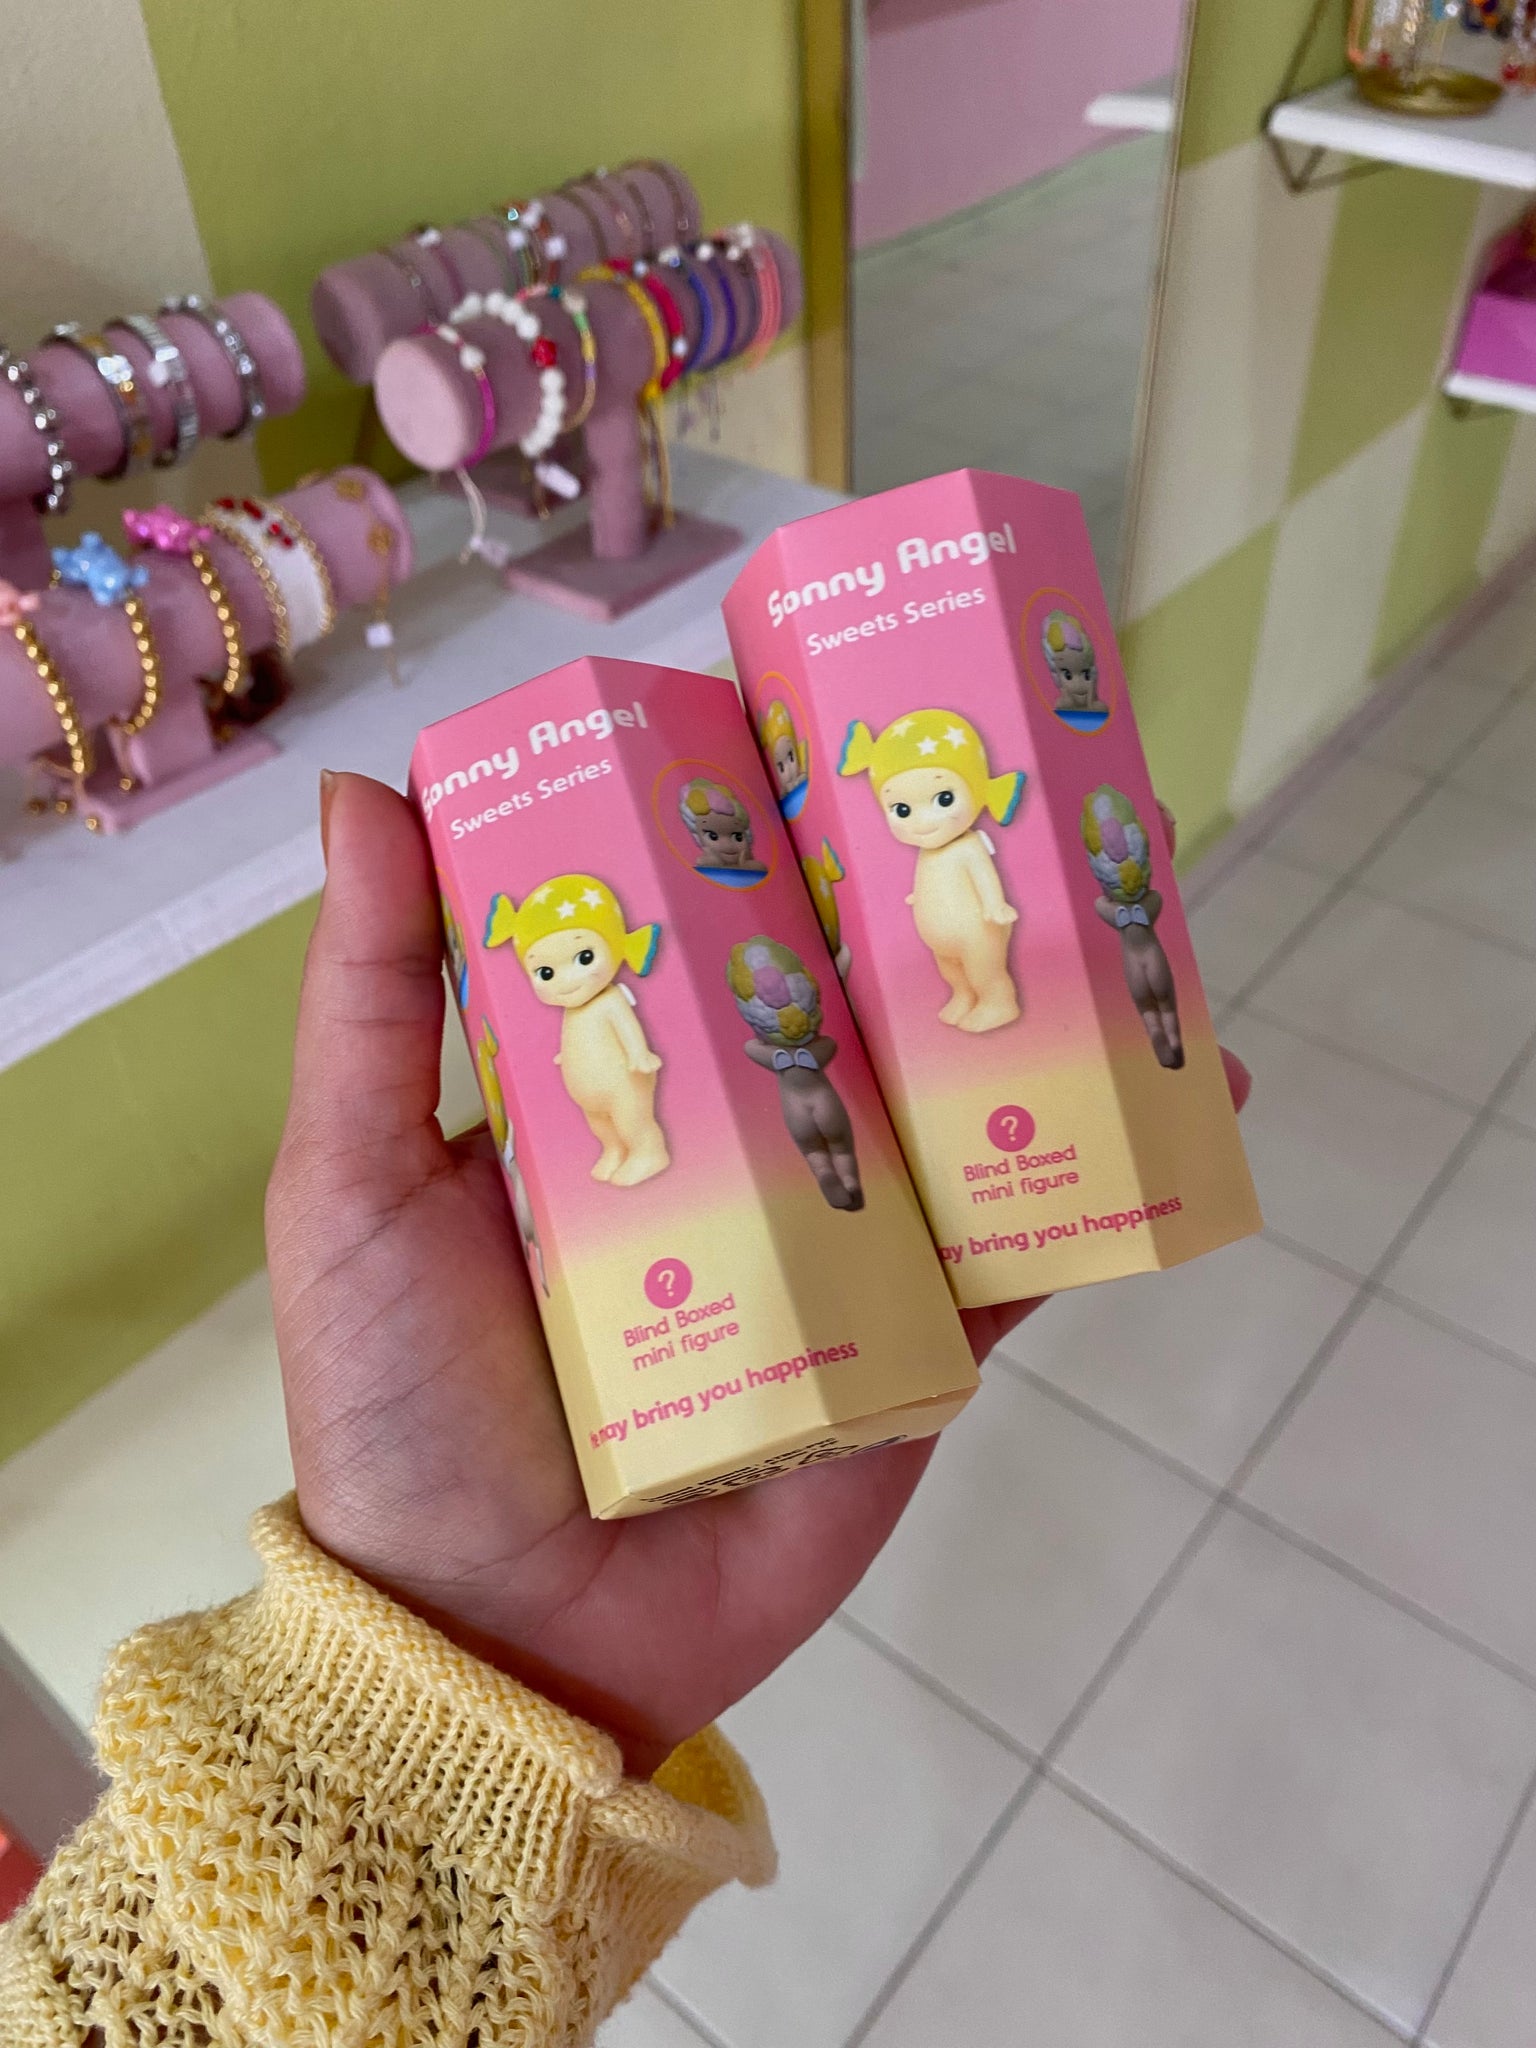 Sonny Angel
Sweets Series
?
Blind Boxed
mini figure
may bring you happiness
Sonny Angel
Sweets Series
?
Blind Boxed
mini figure
bring you happiness